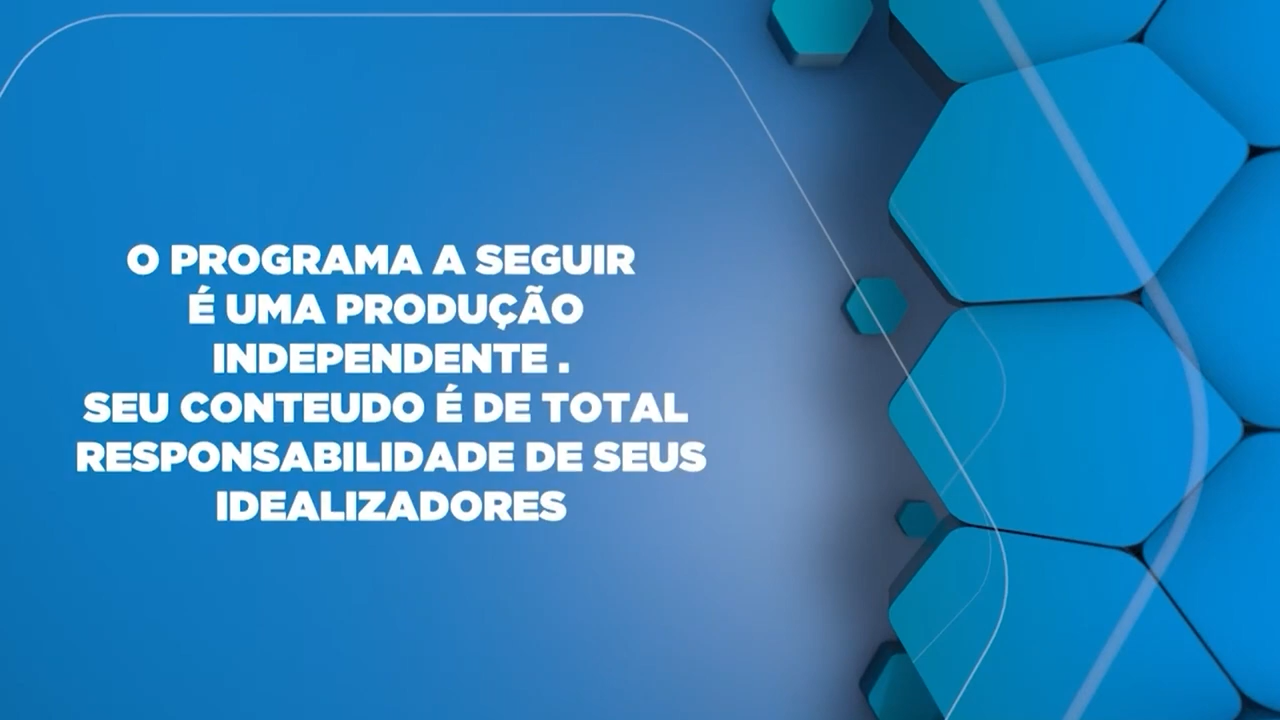 O PROGRAMA A SEGUIR
É UMA PRODUÇÃO
INDEPENDENTE .
SEU CONTEUDO É DE TOTAL
RESPONSABILIDADE DE SEUS
IDEALIZADORES